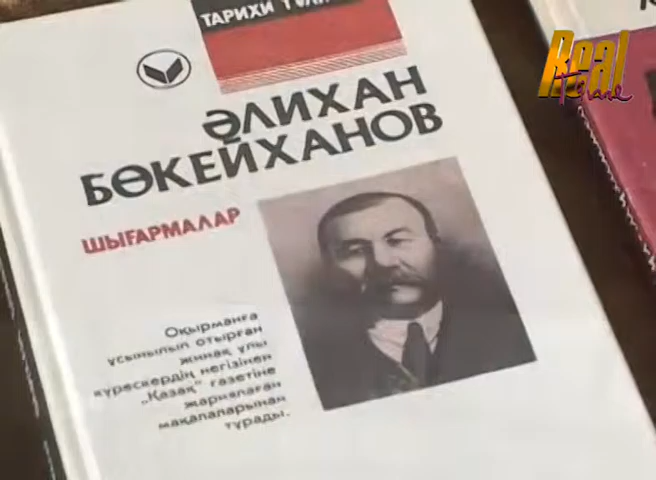 ТАРИХИ
ӘЛИХАН
БӨКЕЙХАНОВ
ШЫҒАРМАЛАР
Оқырманға
ұсынылып отырған
жинақ ұлы
күрескердің негізінен
„Қазақ“ газетіне
жарияланған
мақалаларынан
тұрады.
Real